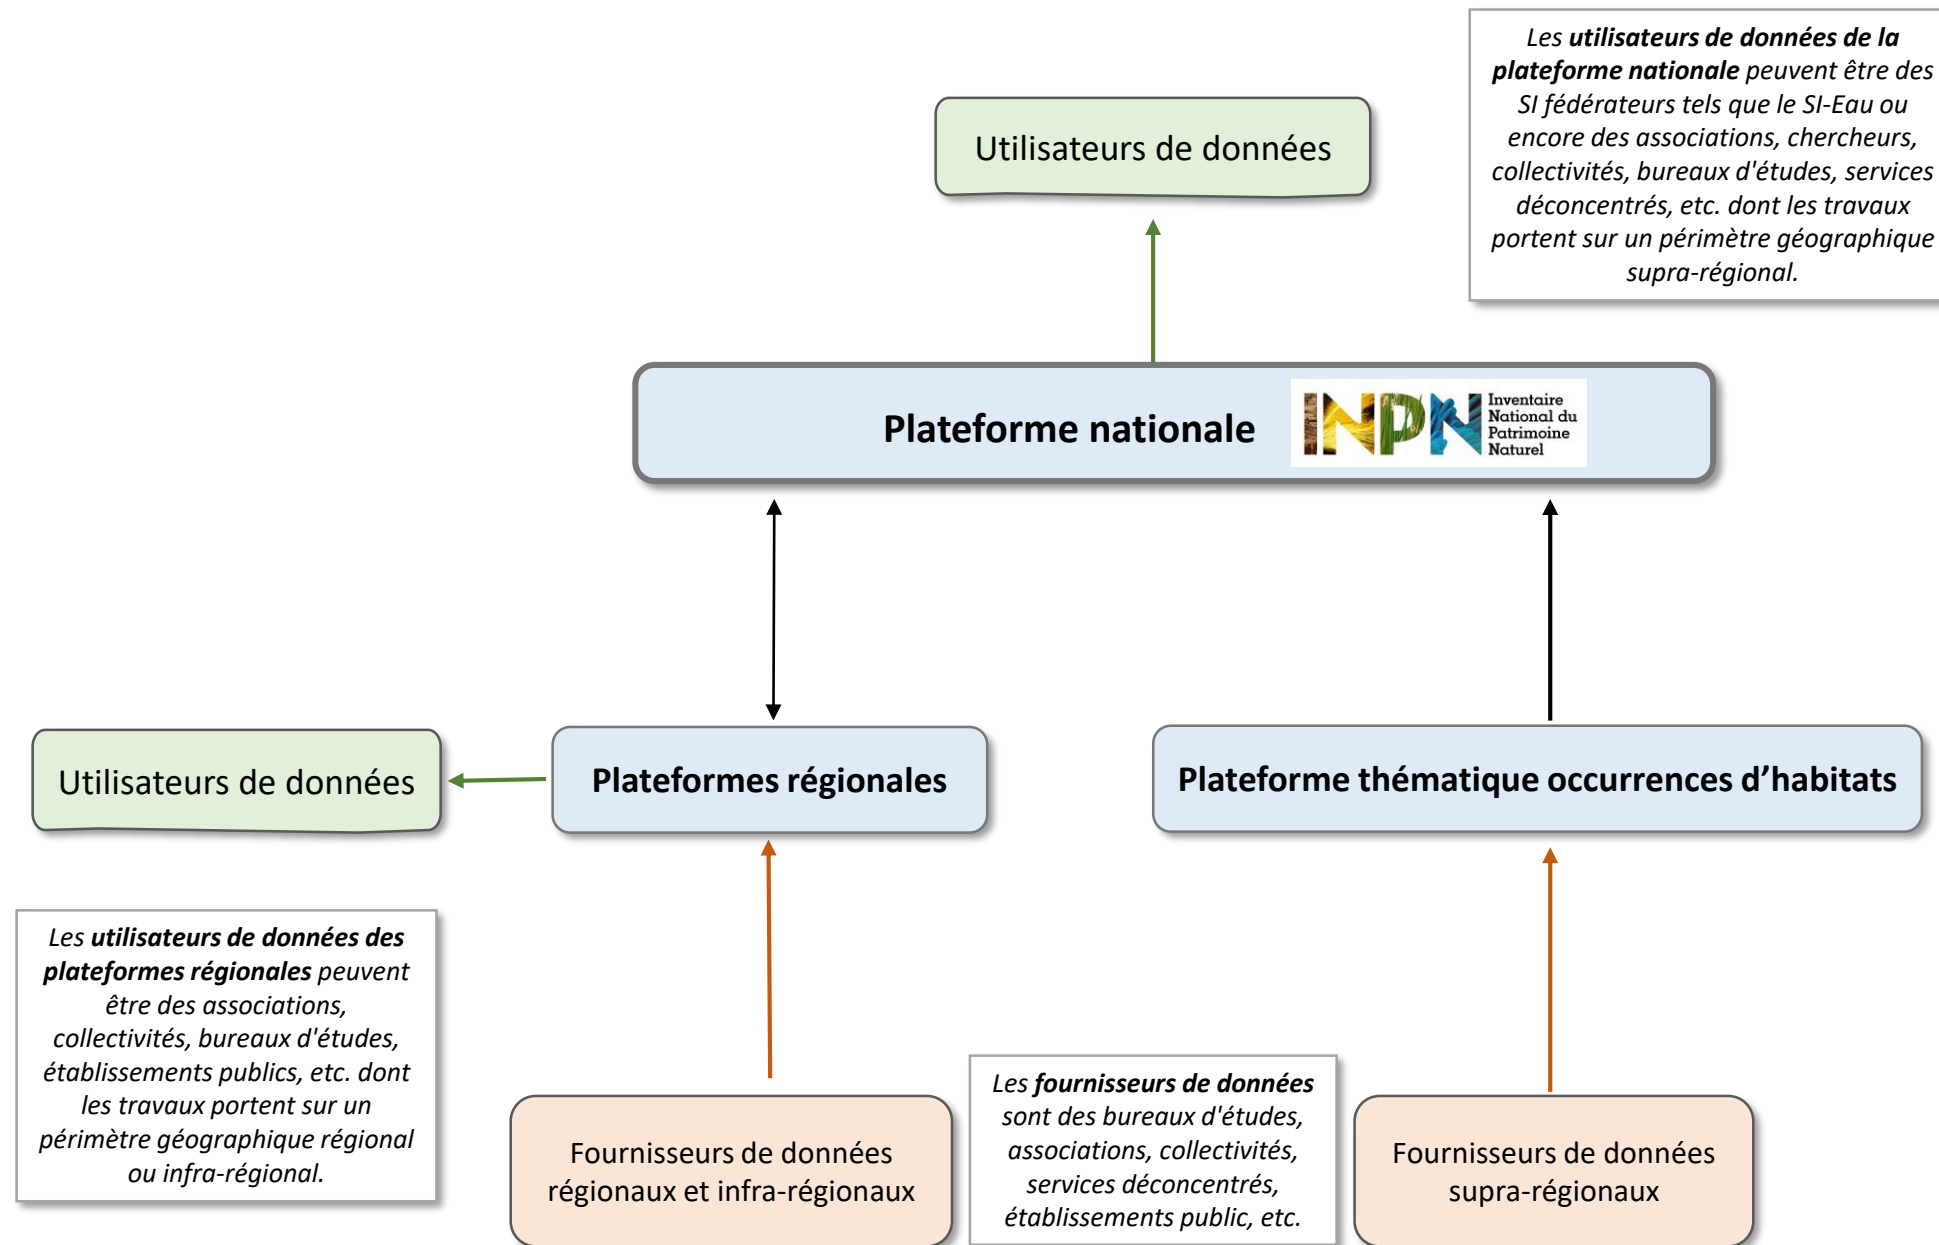 Les utilisateurs de données de la
plateforme nationale peuvent être des
SI fédérateurs tels que le SI-Eau ou
encore des associations, chercheurs,
collectivités, bureaux d'études, services
déconcentrés, etc. dont les travaux
portent sur un périmètre géographique
supra-régional.
Utilisateurs de données
Plateforme nationale
INPN
Inventaire
National du
Patrimoine
Naturel
Utilisateurs de données
Plateformes régionales
Plateforme thématique occurrences d’habitats
Les utilisateurs de données des
plateformes régionales peuvent
être des associations,
collectivités, bureaux d'études,
établissements publics, etc. dont
les travaux portent sur un
périmètre géographique régional
ou infra-régional.
Fournisseurs de données
régionaux et infra-régionaux
Les fournisseurs de données
sont des bureaux d'études,
associations, collectivités,
services déconcentrés,
établissements public, etc.
Fournisseurs de données
supra-régionaux